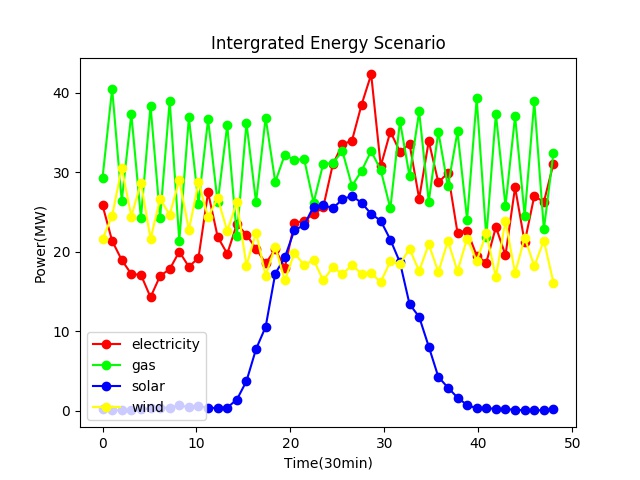 Intergrated Energy Scenario
Power(MW)
40
30
20
10
0
electricity
gas
solar
wind
0 10 20 30 40 50
Time(30min)